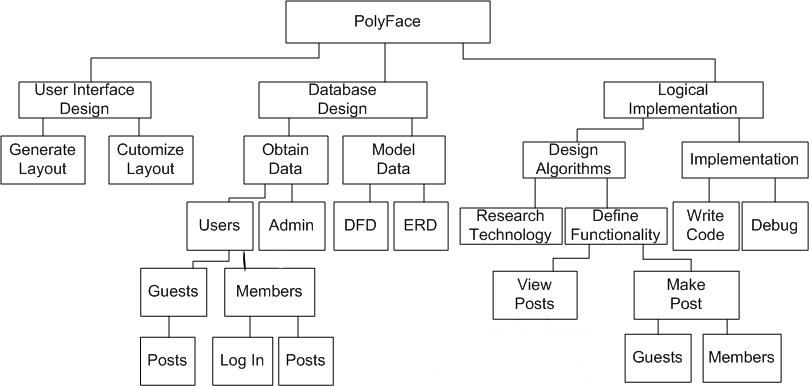 PolyFace
User Interface
Design
Database
Design
Logical
Implementation
Generate
Layout
Cutomize
Layout
Obtain
Data
Model
Data
Design
Algorithms
Implementation
Users
Admin
DFD
ERD
Research
Technology
Define
Functionality
Write
Code
Debug
Guests
Members
View
Posts
Make
Post
Posts
Log In
Posts
Guests
Members